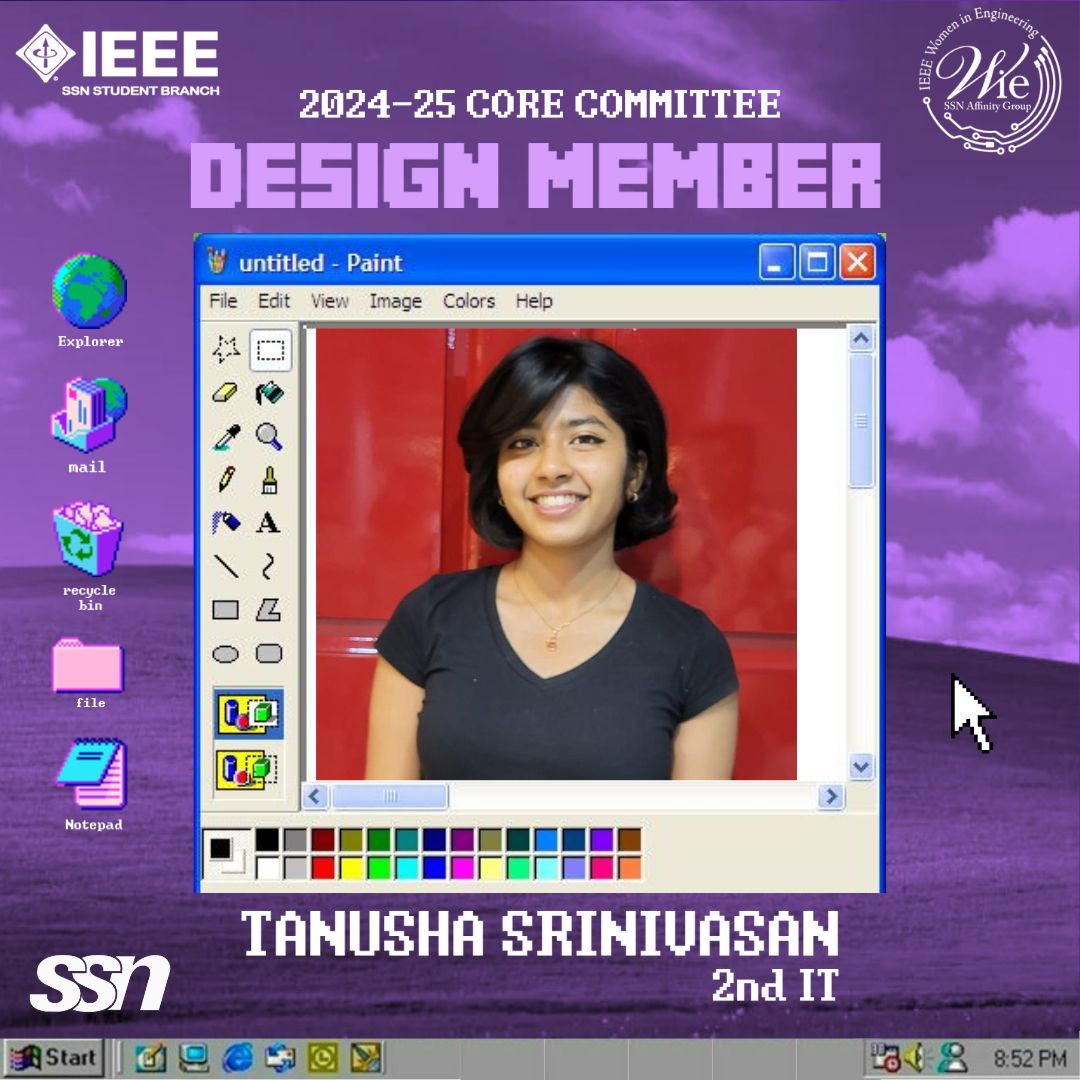 IEEE
SSN STUDENT BRANCH
IEEE Women in Engineering
WiE
SSN Affinity Group
2024-25 CORE COMMITTEE
DESIGN MEMBER
untitled - Paint
File Edit View Image Colors Help
A
Explorer
mail
recycle
bin
file
Notepad
TANUSHA SRINIVASAN
2nd IT
ssn
Start
8:52 PM